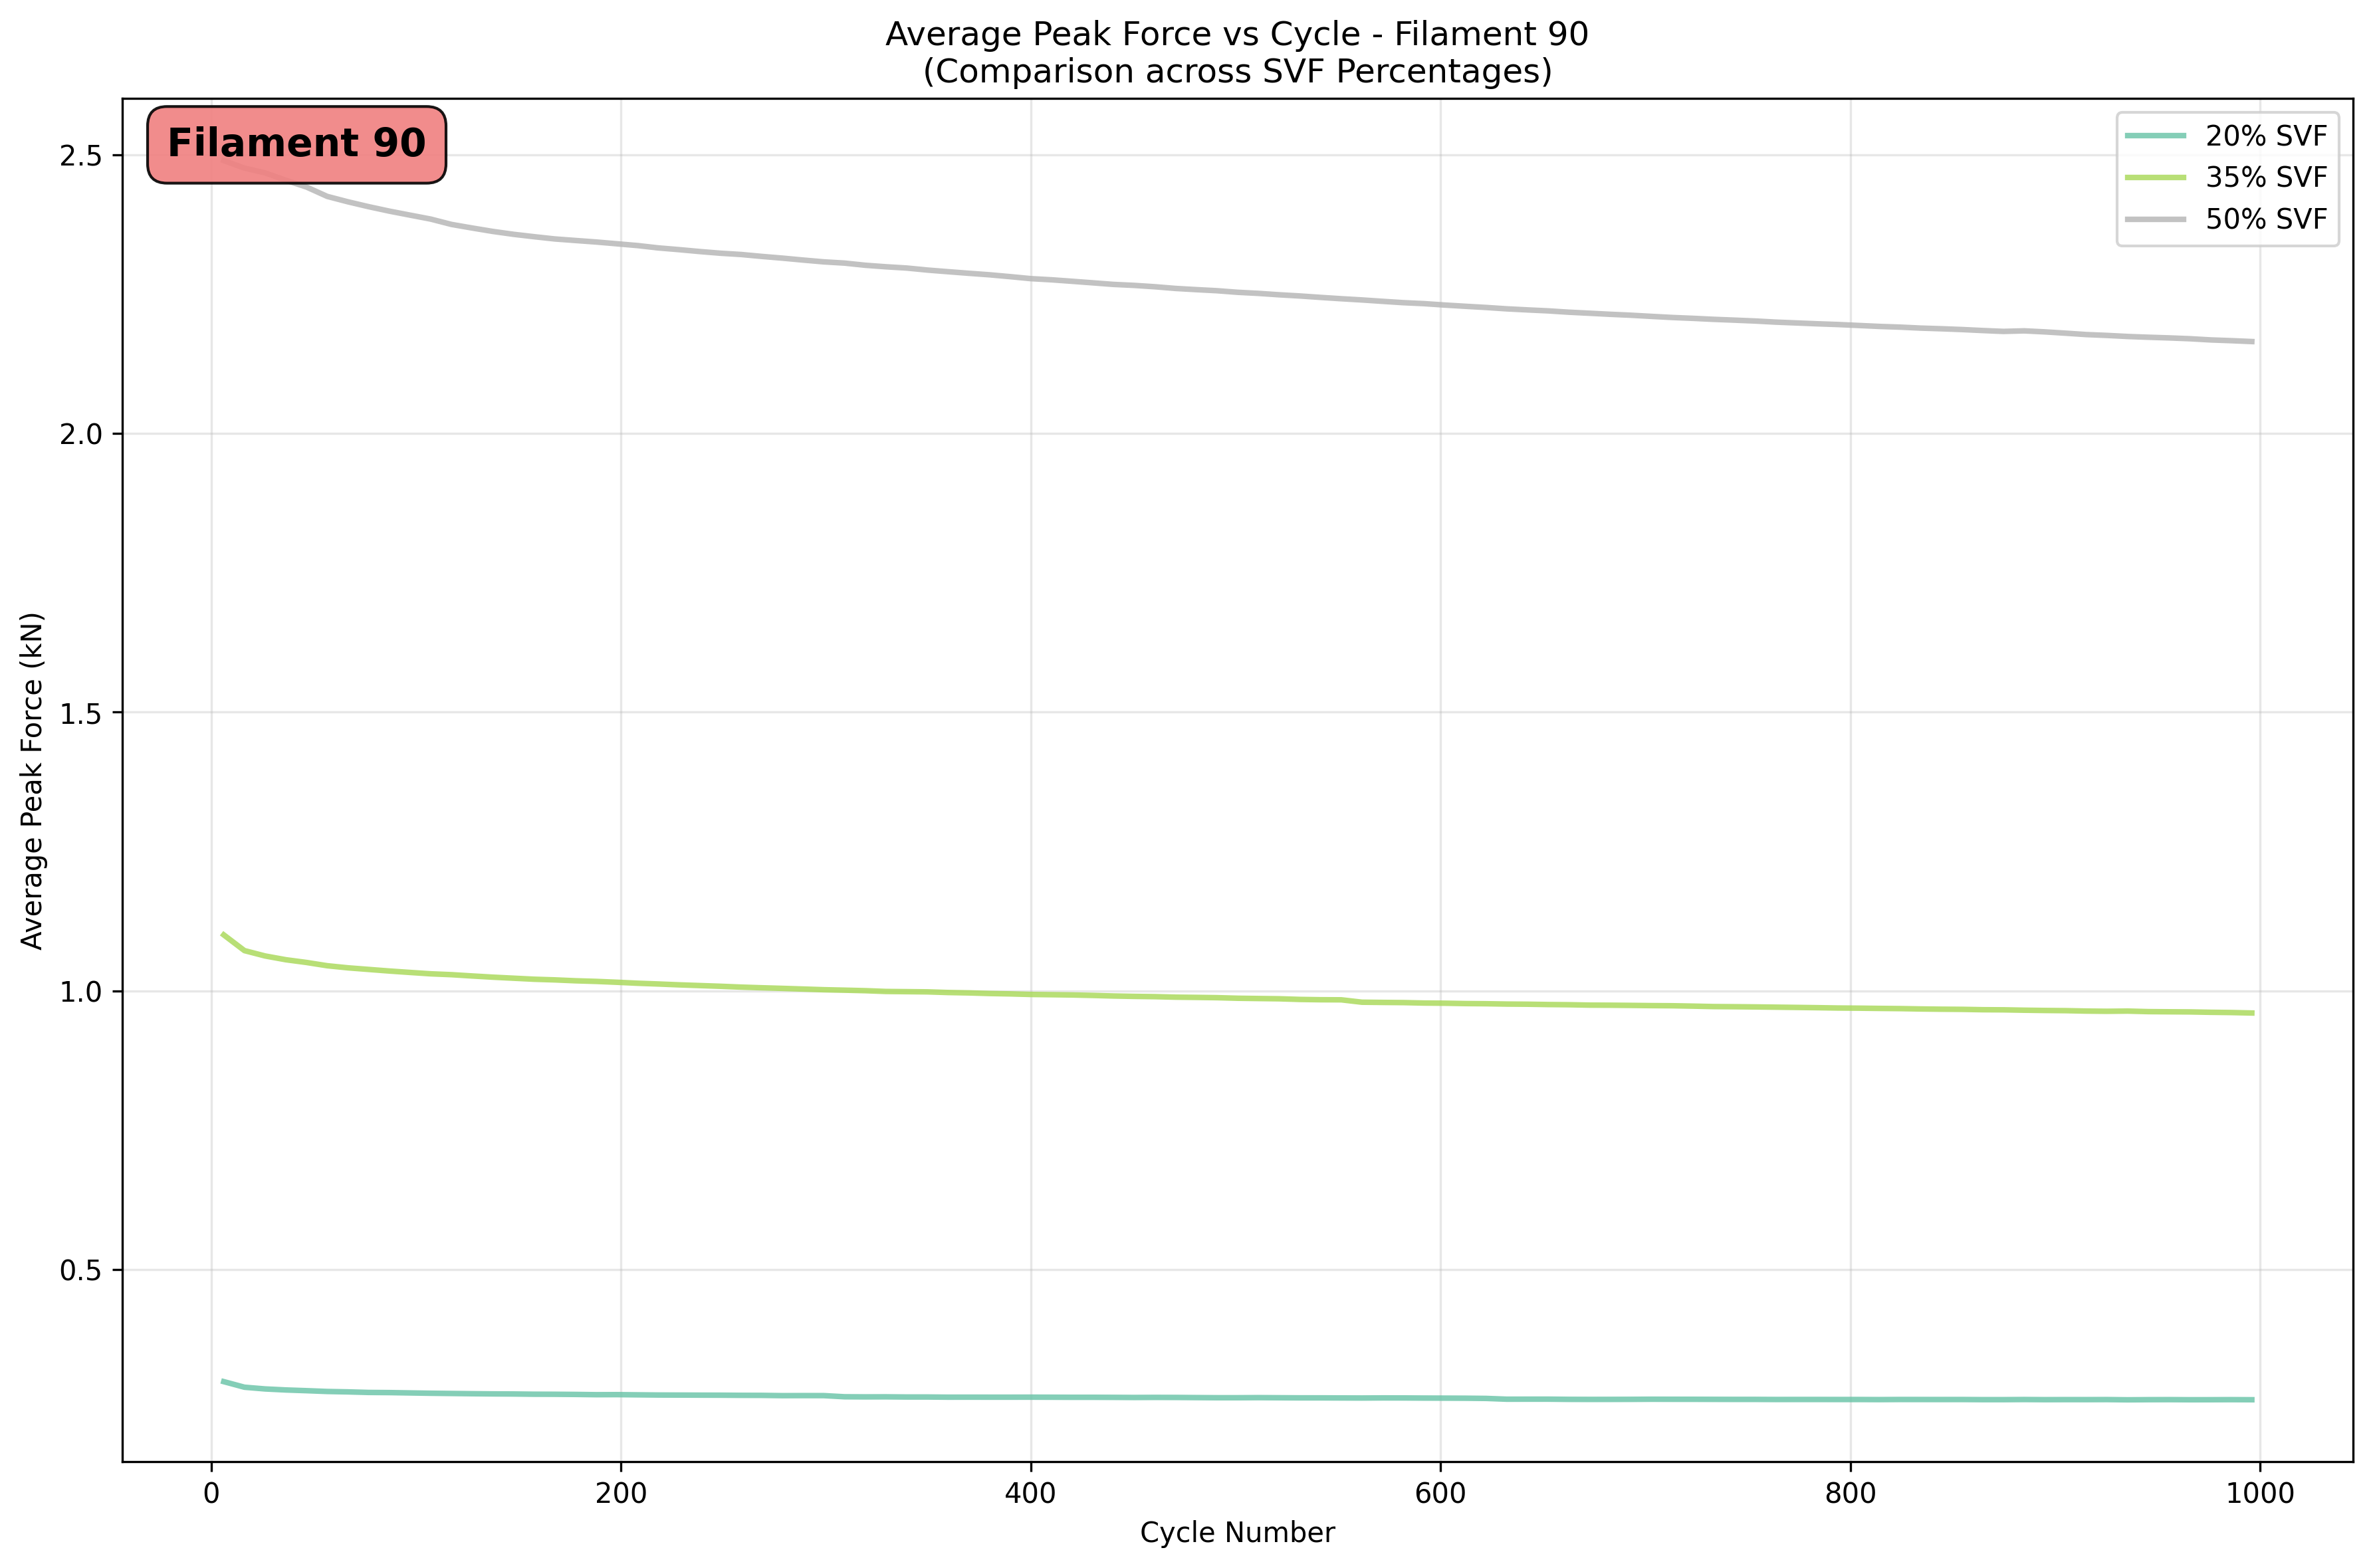 Average Peak Force vs Cycle - Filament 90
(Comparison across SVF Percentages)
Filament 90
20% SVF
35% SVF
50% SVF
Average Peak Force (kN)
2.5
2.0
1.5
1.0
0.5
0
200
400
600
800
1000
Cycle Number